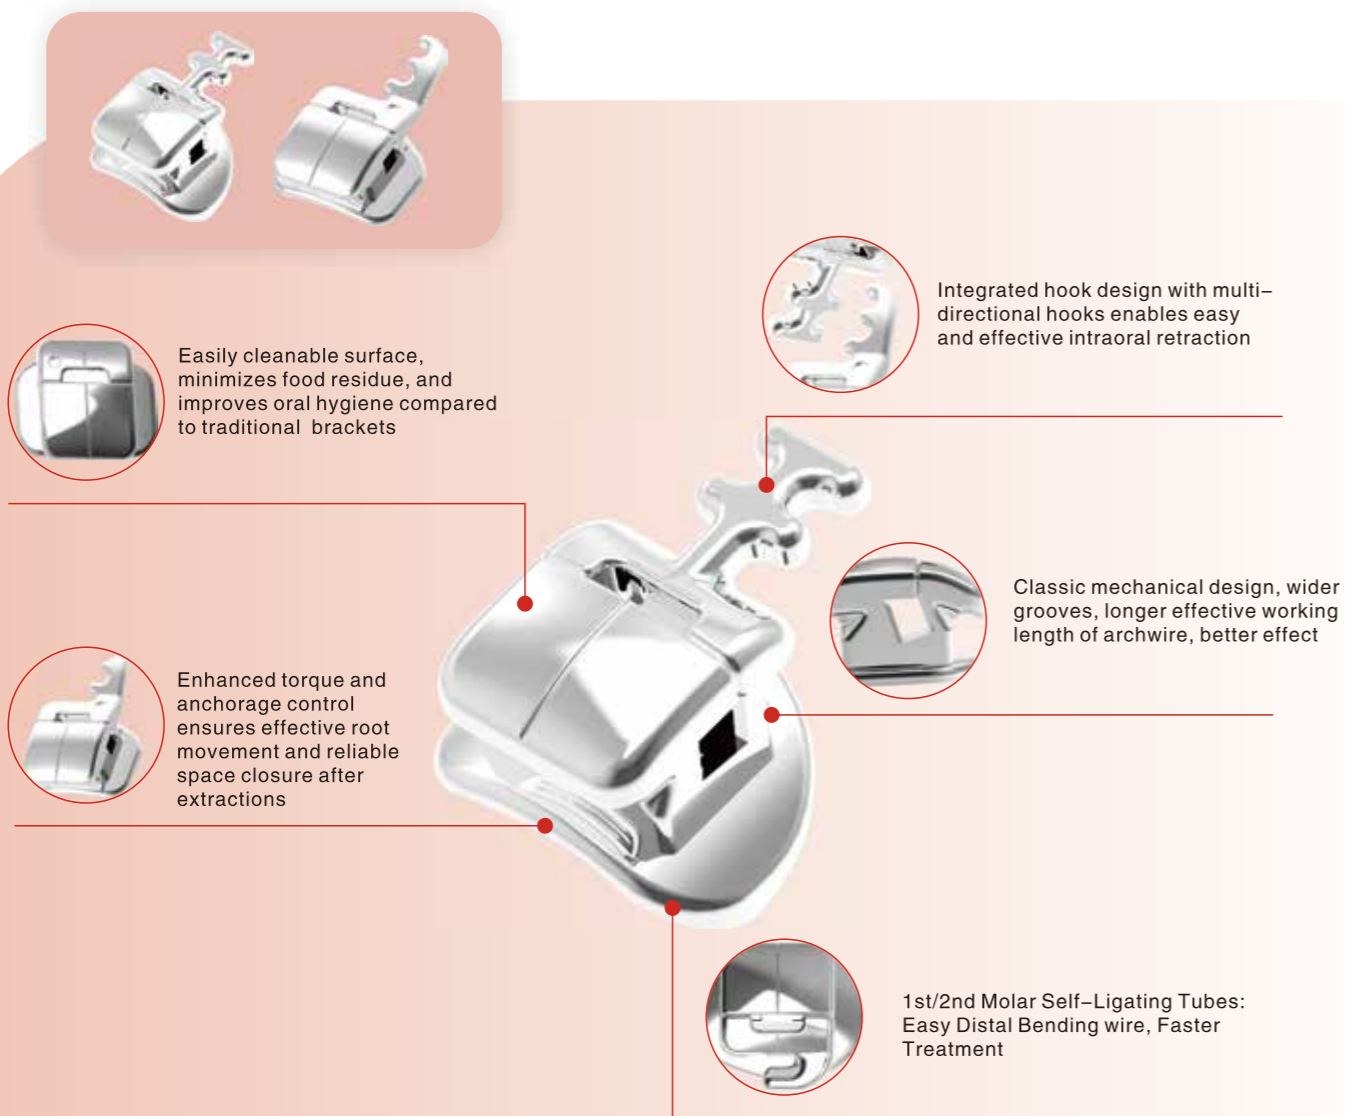 Integrated hook design with multi-
directional hooks enables easy
and effective intraoral retraction
Easily cleanable surface,
minimizes food residue, and
improves oral hygiene compared
to traditional brackets
Classic mechanical design, wider
grooves, longer effective working
length of archwire, better effect
Enhanced torque and
anchorage control
ensures effective root
movement and reliable
space closure after
extractions
1st/2nd Molar Self-Ligating Tubes:
Easy Distal Bending wire, Faster
Treatment